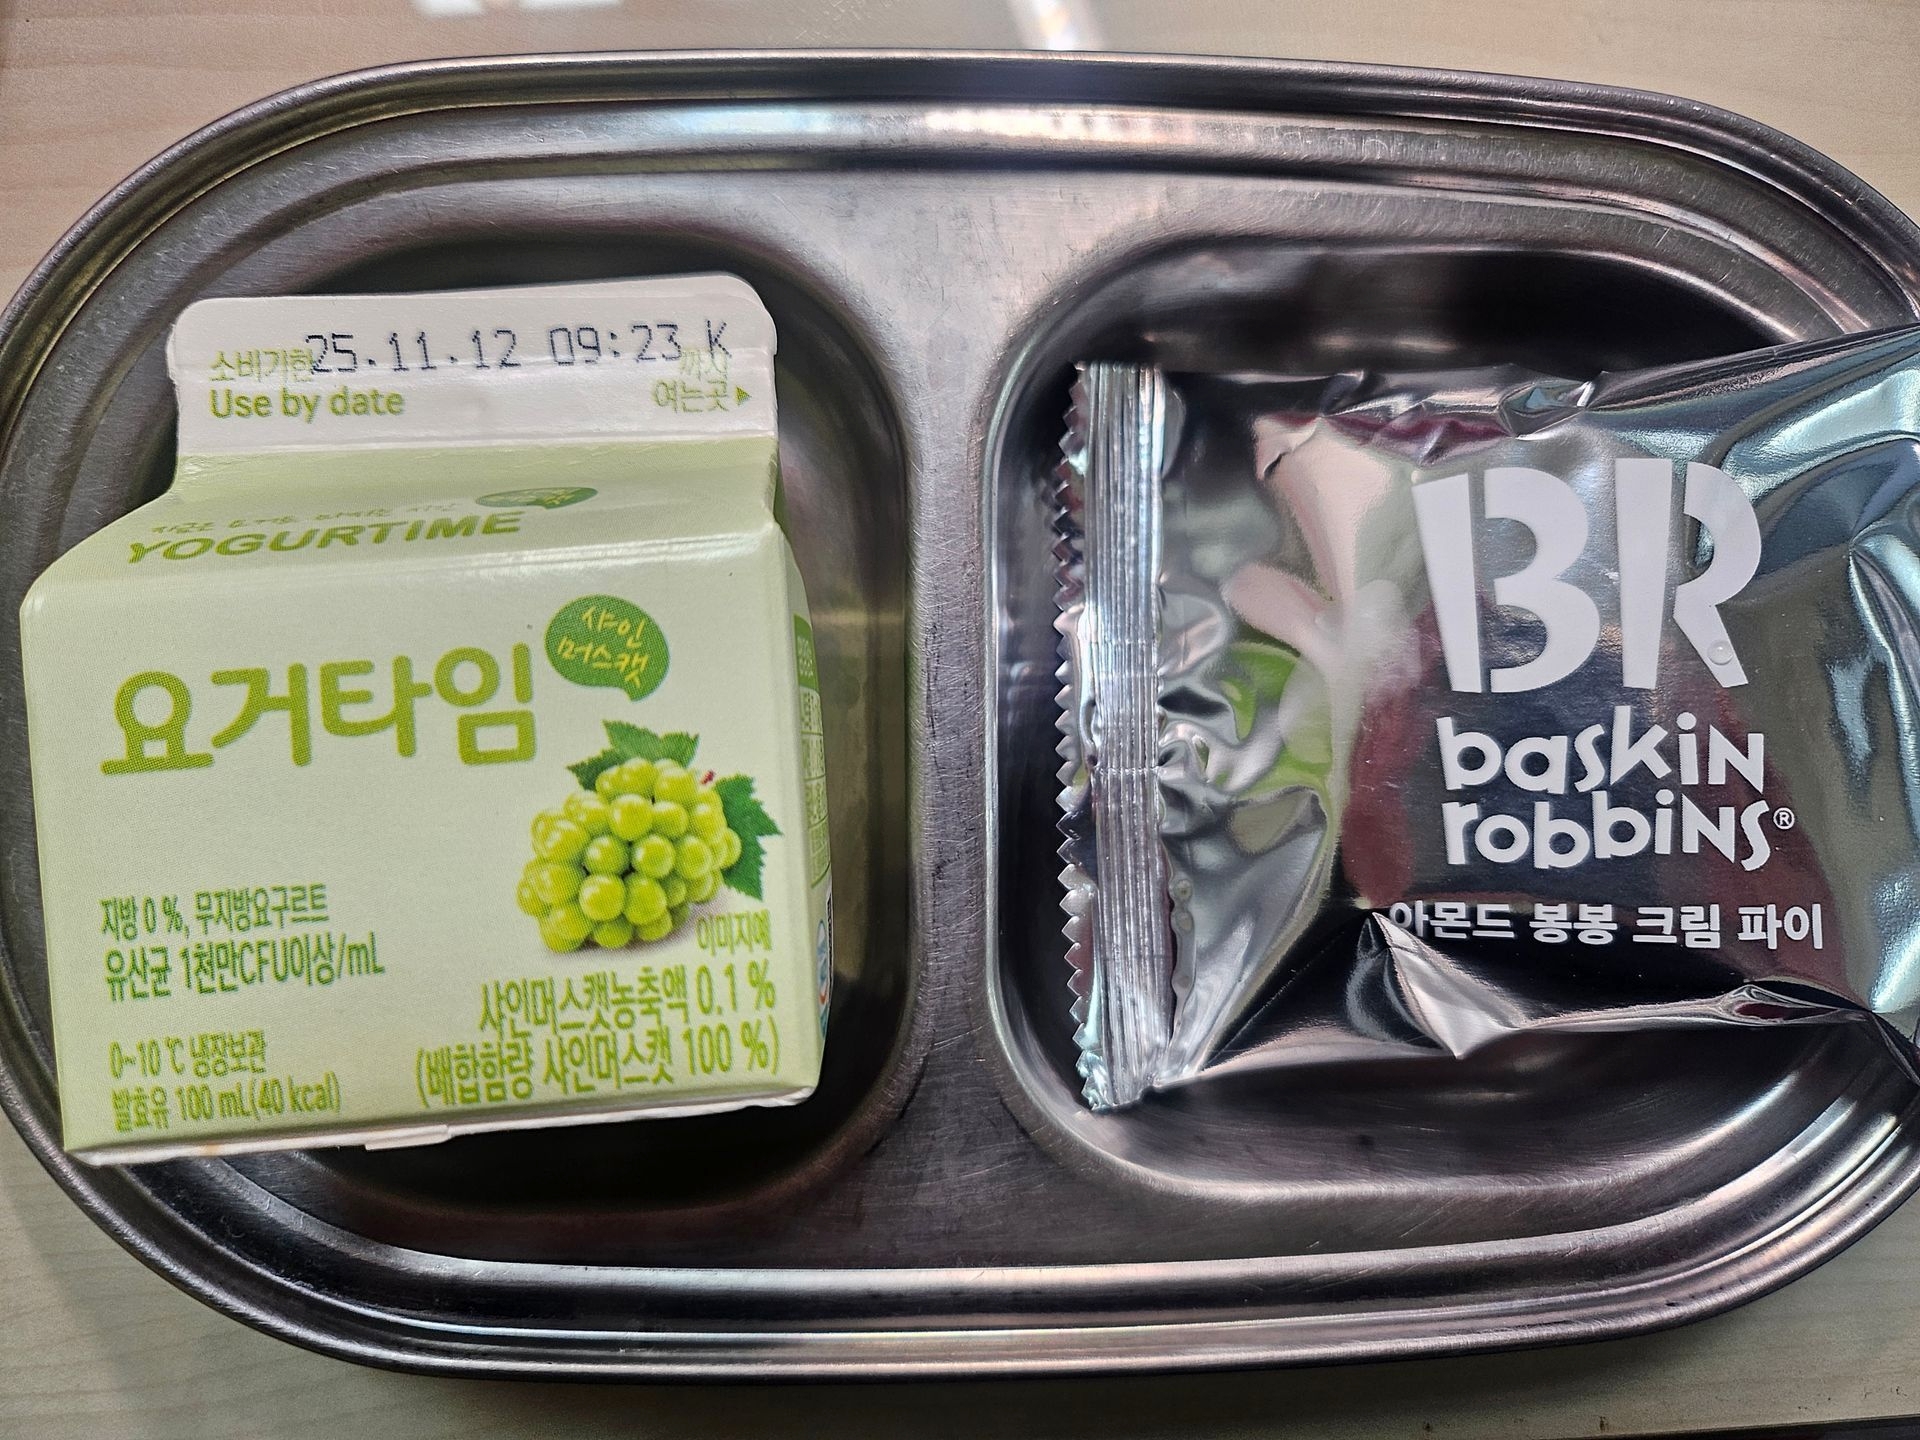 25.11.12 09:23 K
소비기한
까지
Use by date
여는곳▶
YOGURTIME
요거타임
샤인
머스캣
지방 0 %, 무지방요구르트
유산균 1천만CFU이상/mL
0~10 ℃ 냉장보관
발효유 100 mL(40 kcal)
이미지예
샤인머스캣농축액 0.1 %
(배합함량 샤인머스캣 100 %)
BR
baskin
robbins®
아몬드 봉봉 크림 파이